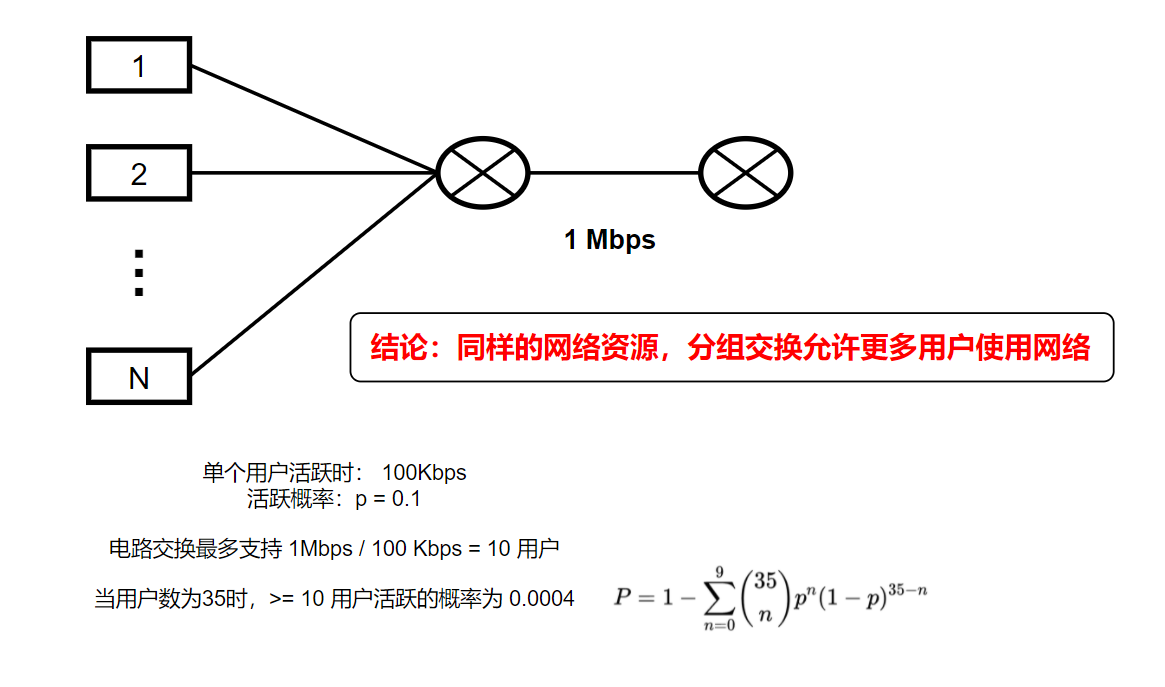 1
2
N
1 Mbps
结论：同样的网络资源，分组交换允许更多用户使用网络
单个用户活跃时： 100Kbps
活跃概率：p = 0.1
电路交换最多支持 1Mbps / 100 Kbps = 10 用户
当用户数为35时，>= 10 用户活跃的概率为 0.0004
P = 1 − \sum_{n=0}^{9} \binom{35}{n} p^n (1 − p)^{35−n}